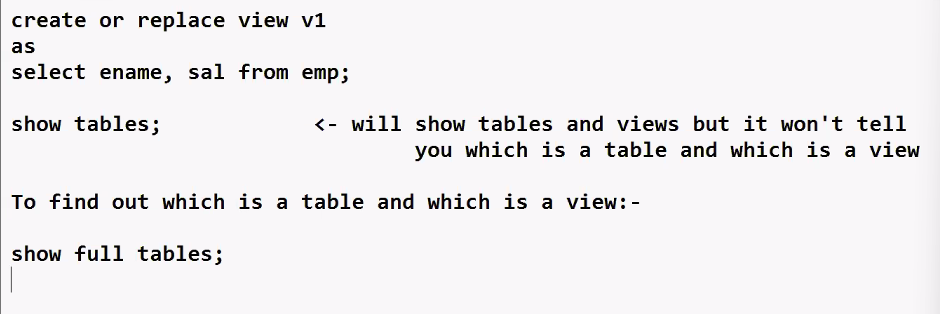 create or replace view v1
as
select ename, sal from emp;
show tables; <- will show tables and views but it won't tell
you which is a table and which is a view
To find out which is a table and which is a view:-
show full tables;